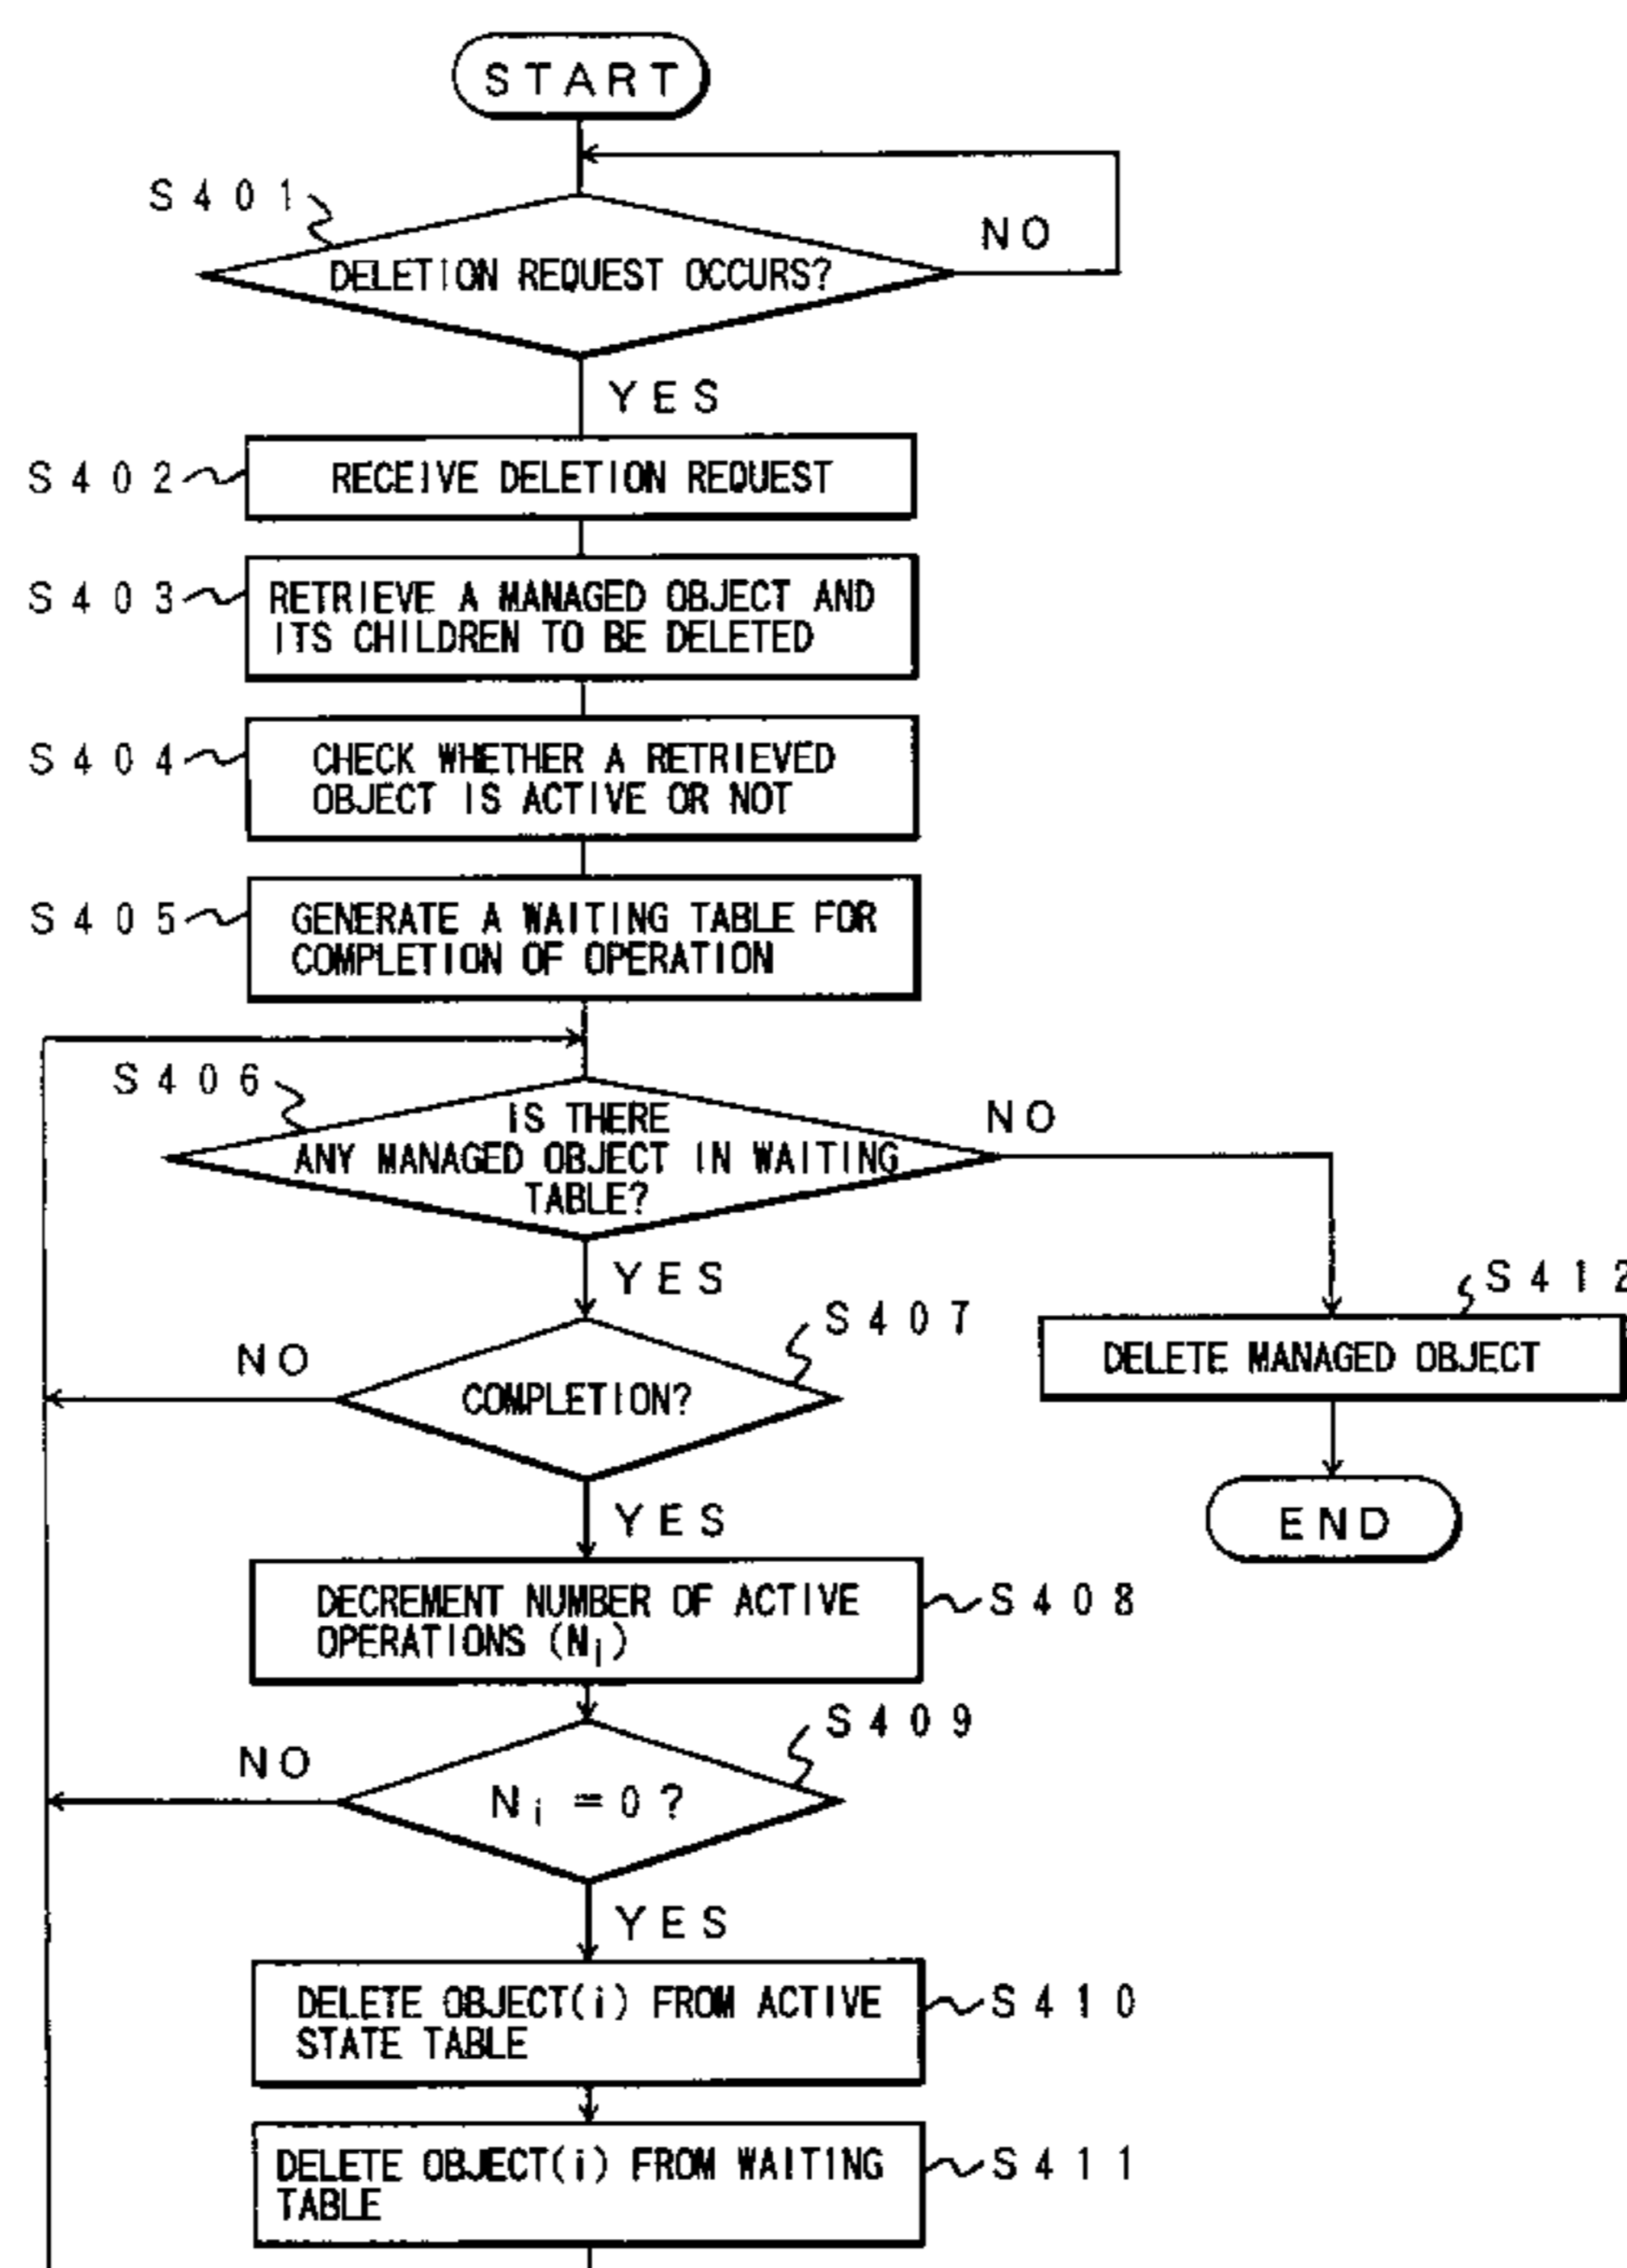 START
S401
NO
DELETION REQUEST OCCURS?
YES
S402
RECEIVE DELETION REQUEST
S403
RETRIEVE A MANAGED OBJECT AND
ITS CHILDREN TO BE DELETED
S404
CHECK WHETHER A RETRIEVED
OBJECT IS ACTIVE OR NOT
S405
GENERATE A WAITING TABLE FOR
COMPLETION OF OPERATION
S406
IS THERE
ANY MANAGED OBJECT IN WAITING
TABLE?
NO
YES
S407
S412
NO
COMPLETION?
DELETE MANAGED OBJECT
YES
END
DECREMENT NUMBER OF ACTIVE
OPERATIONS (Ni)
S408
S409
NO
Ni =0?
YES
DELETE OBJECT(i) FROM ACTIVE
STATE TABLE
S410
DELETE OBJECT(i) FROM WAITING
TABLE
S411